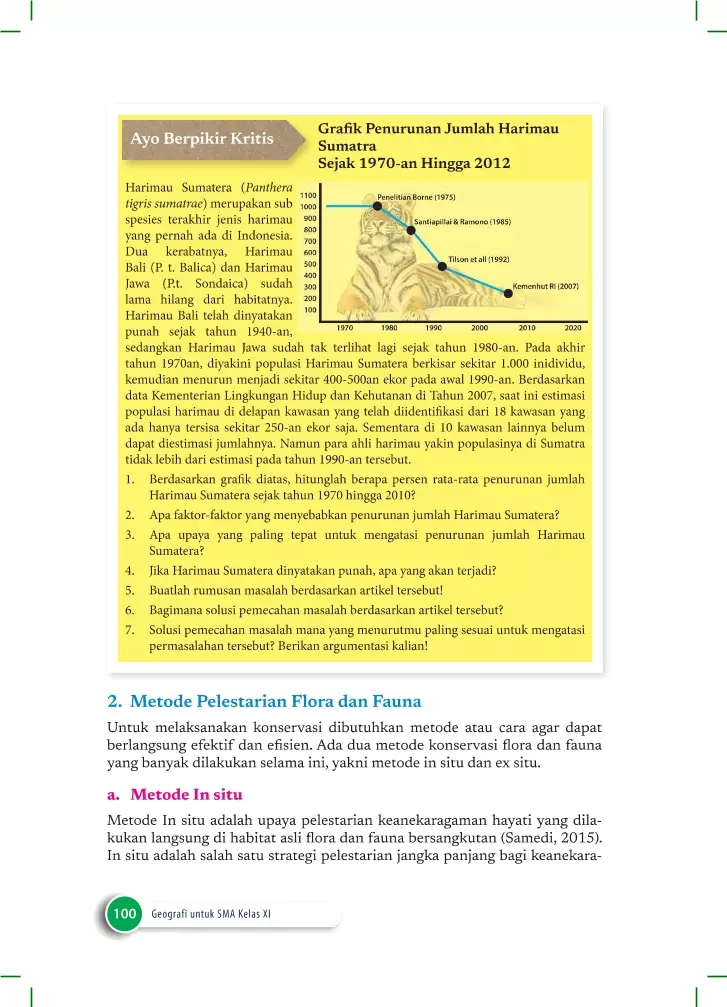 Ayo Berpikir Kritis
Grafik Penurunan Jumlah Harimau
Sumatra
Sejak 1970-an Hingga 2012
Harimau Sumatera (Panthera
tigris sumatrae) merupakan sub
spesies terakhir jenis harimau
yang pernah ada di Indonesia.
Dua kerabatnya, Harimau
Bali (P. t. Balica) dan Harimau
Jawa (P.t. Sondaica) sudah
lama hilang dari habitatnya.
Harimau Bali telah dinyatakan
punah sejak tahun 1940-an,
1100
1000
900
800
700
600
500
400
300
200
100
Penelitian Borne (1975)
Santiapillai & Ramono (1985)
Tilson et all (1992)
Kemenhut RI (2007)
1970 1980 1990 2000 2010 2020
sedangkan Harimau Jawa sudah tak terlihat lagi sejak tahun 1980-an. Pada akhir
tahun 1970an, diyakini populasi Harimau Sumatera berkisar sekitar 1.000 inidividu,
kemudian menurun menjadi sekitar 400-500an ekor pada awal 1990-an. Berdasarkan
data Kementerian Lingkungan Hidup dan Kehutanan di Tahun 2007, saat ini estimasi
populasi harimau di delapan kawasan yang telah diidentifikasi dari 18 kawasan yang
ada hanya tersisa sekitar 250-an ekor saja. Sementara di 10 kawasan lainnya belum
dapat diestimasi jumlahnya. Namun para ahli harimau yakin populasinya di Sumatra
tidak lebih dari estimasi pada tahun 1990-an tersebut.
1. Berdasarkan grafik diatas, hitunglah berapa persen rata-rata penurunan jumlah
Harimau Sumatera sejak tahun 1970 hingga 2010?
2. Apa faktor-faktor yang menyebabkan penurunan jumlah Harimau Sumatera?
3. Apa upaya yang paling tepat untuk mengatasi penurunan jumlah Harimau
Sumatera?
4. Jika Harimau Sumatera dinyatakan punah, apa yang akan terjadi?
5. Buatlah rumusan masalah berdasarkan artikel tersebut!
6. Bagimana solusi pemecahan masalah berdasarkan artikel tersebut?
7. Solusi pemecahan masalah mana yang menurutmu paling sesuai untuk mengatasi
permasalahan tersebut? Berikan argumentasi kalian!
2. Metode Pelestarian Flora dan Fauna
Untuk melaksanakan konservasi dibutuhkan metode atau cara agar dapat
berlangsung efektif dan efisien. Ada dua metode konservasi flora dan fauna
yang banyak dilakukan selama ini, yakni metode in situ dan ex situ.
a. Metode In situ
Metode In situ adalah upaya pelestarian keanekaragaman hayati yang dila-
kukan langsung di habitat asli flora dan fauna bersangkutan (Samedi, 2015).
In situ adalah salah satu strategi pelestarian jangka panjang bagi keanekara-
100 Geografi untuk SMA Kelas XI